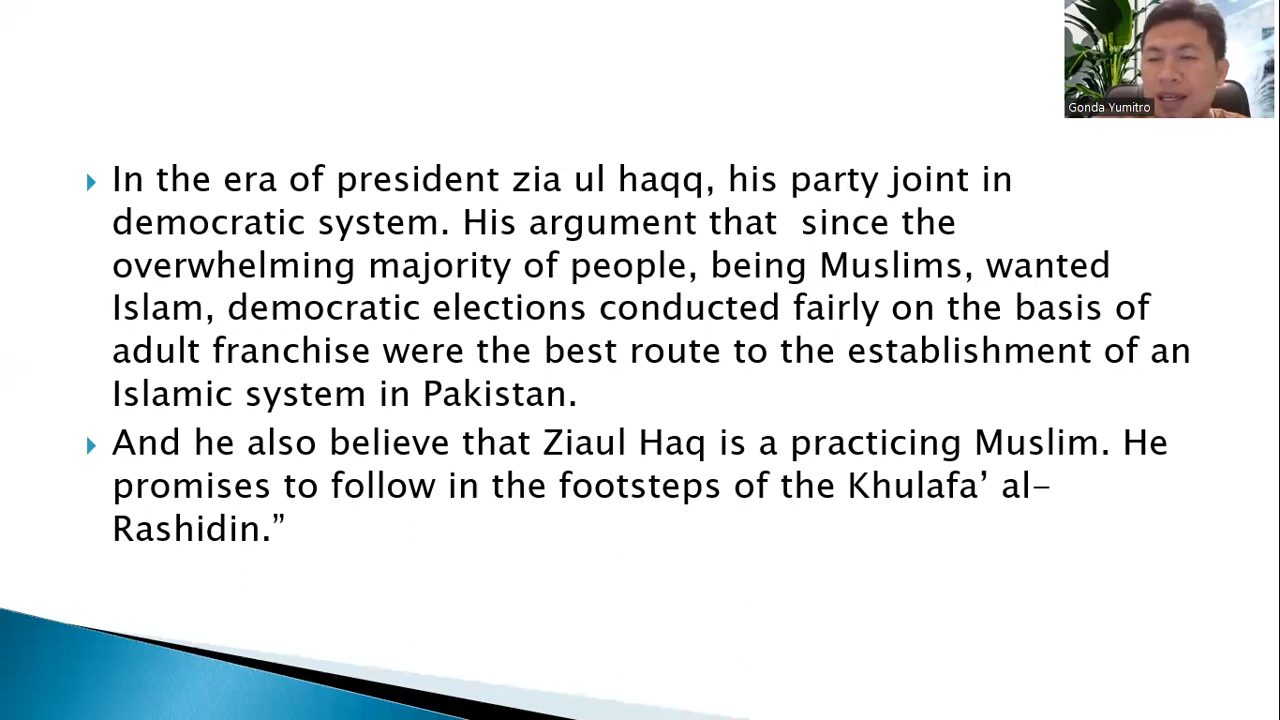 Gonda Yumitro
In the era of president zia ul haqq, his party joint in
democratic system. His argument that  since the
overwhelming majority of people, being Muslims, wanted
Islam, democratic elections conducted fairly on the basis of
adult franchise were the best route to the establishment of an
Islamic system in Pakistan.
And he also believe that Ziaul Haq is a practicing Muslim. He
promises to follow in the footsteps of the Khulafa’ al-
Rashidin.”